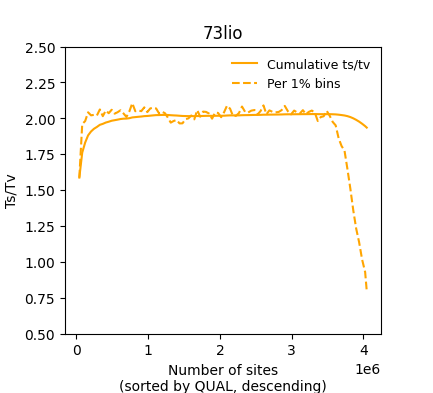 73lio
2.50
2.25
2.00
1.75
1.50
1.25
1.00
0.75
0.50
Ts/Tv
Cumulative ts/tv
Per 1% bins
0 1 2 3 4
1e6
Number of sites
(sorted by QUAL, descending)